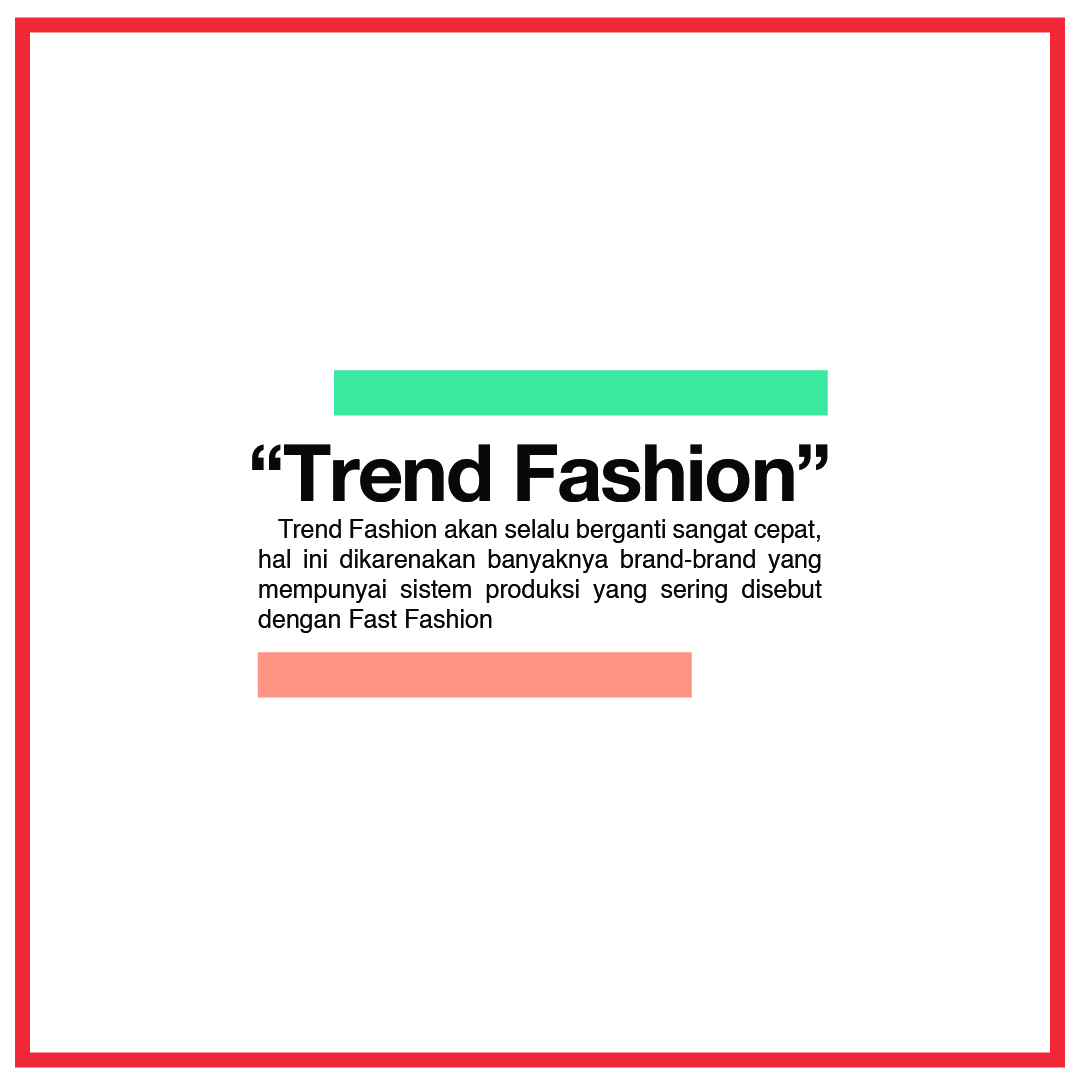 “Trend Fashion”
Trend Fashion akan selalu berganti sangat cepat,
hal ini dikarenakan banyaknya brand-brand yang
mempunyai sistem produksi yang sering disebut
dengan Fast Fashion